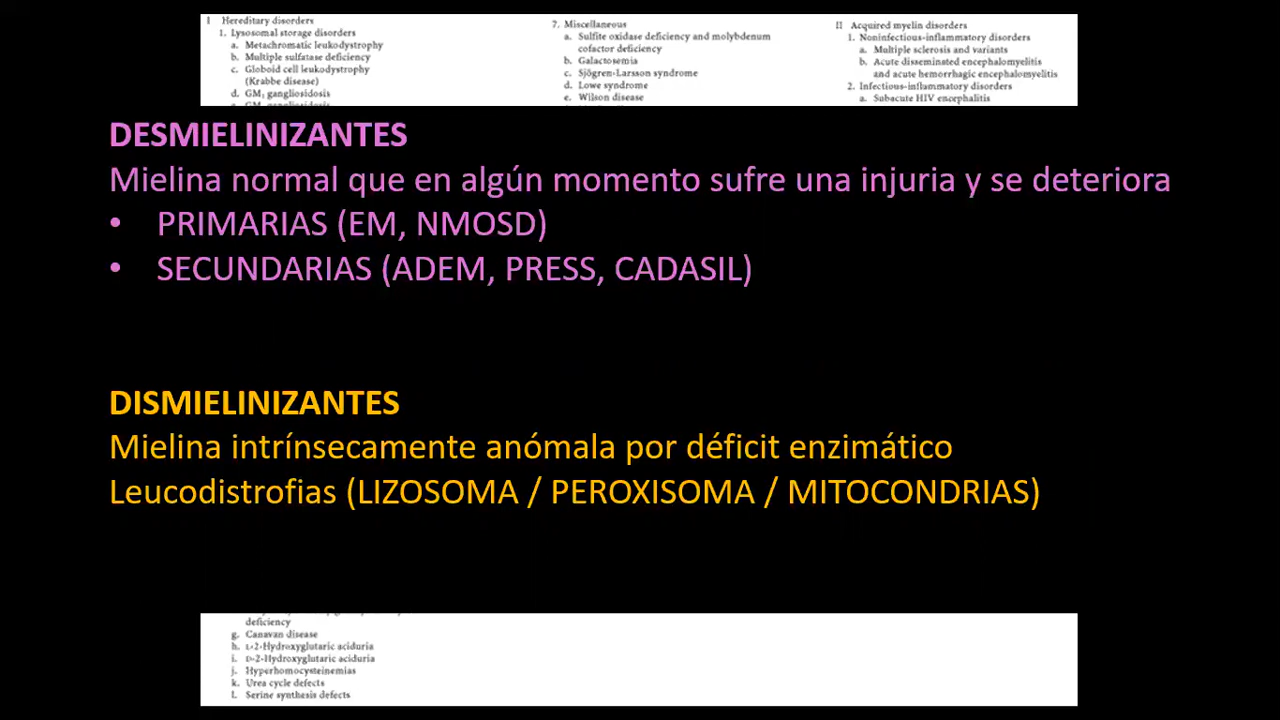 I Hereditary disorders
1. Lysosomal storage disorders
a. Metachromatic leukodystrophy
b. Multiple sulfatase deficiency
c. Globoid cell leukodystrophy
(Krabbe disease)
d. GM₁ gangliosidosis
7. Miscellaneous
a. Sulfite oxidase deficiency and molybdenum
cofactor deficiency
b. Galactosemia
c. Sjögren-Larsson syndrome
d. Lowe syndrome
e. Wilson disease
II Acquired myelin disorders
1. Noninfectious-inflammatory disorders
a. Multiple sclerosis and variants
b. Acute disseminated encephalomyelitis
and acute hemorrhagic encephalomyelitis
2. Infectious-inflammatory disorders
a. Subacute HIV encephalitis
DESMIELINIZANTES
Mielina normal que en algún momento sufre una injuria y se deteriora
• PRIMARIAS (EM, NMOSD)
• SECUNDARIAS (ADEM, PRESS, CADASIL)
DISMIELINIZANTES
Mielina intrínsecamente anómala por déficit enzimático
Leucodistrofias (LIZOSOMA / PEROXISOMA / MITOCONDRIAS)
deficiency
g. Canavan disease
h. L-2-Hydroxyglutaric aciduria
i. D-2-Hydroxyglutaric aciduria
j. Hyperhomocysteinemias
k. Urea cycle defects
l. Serine synthesis defects